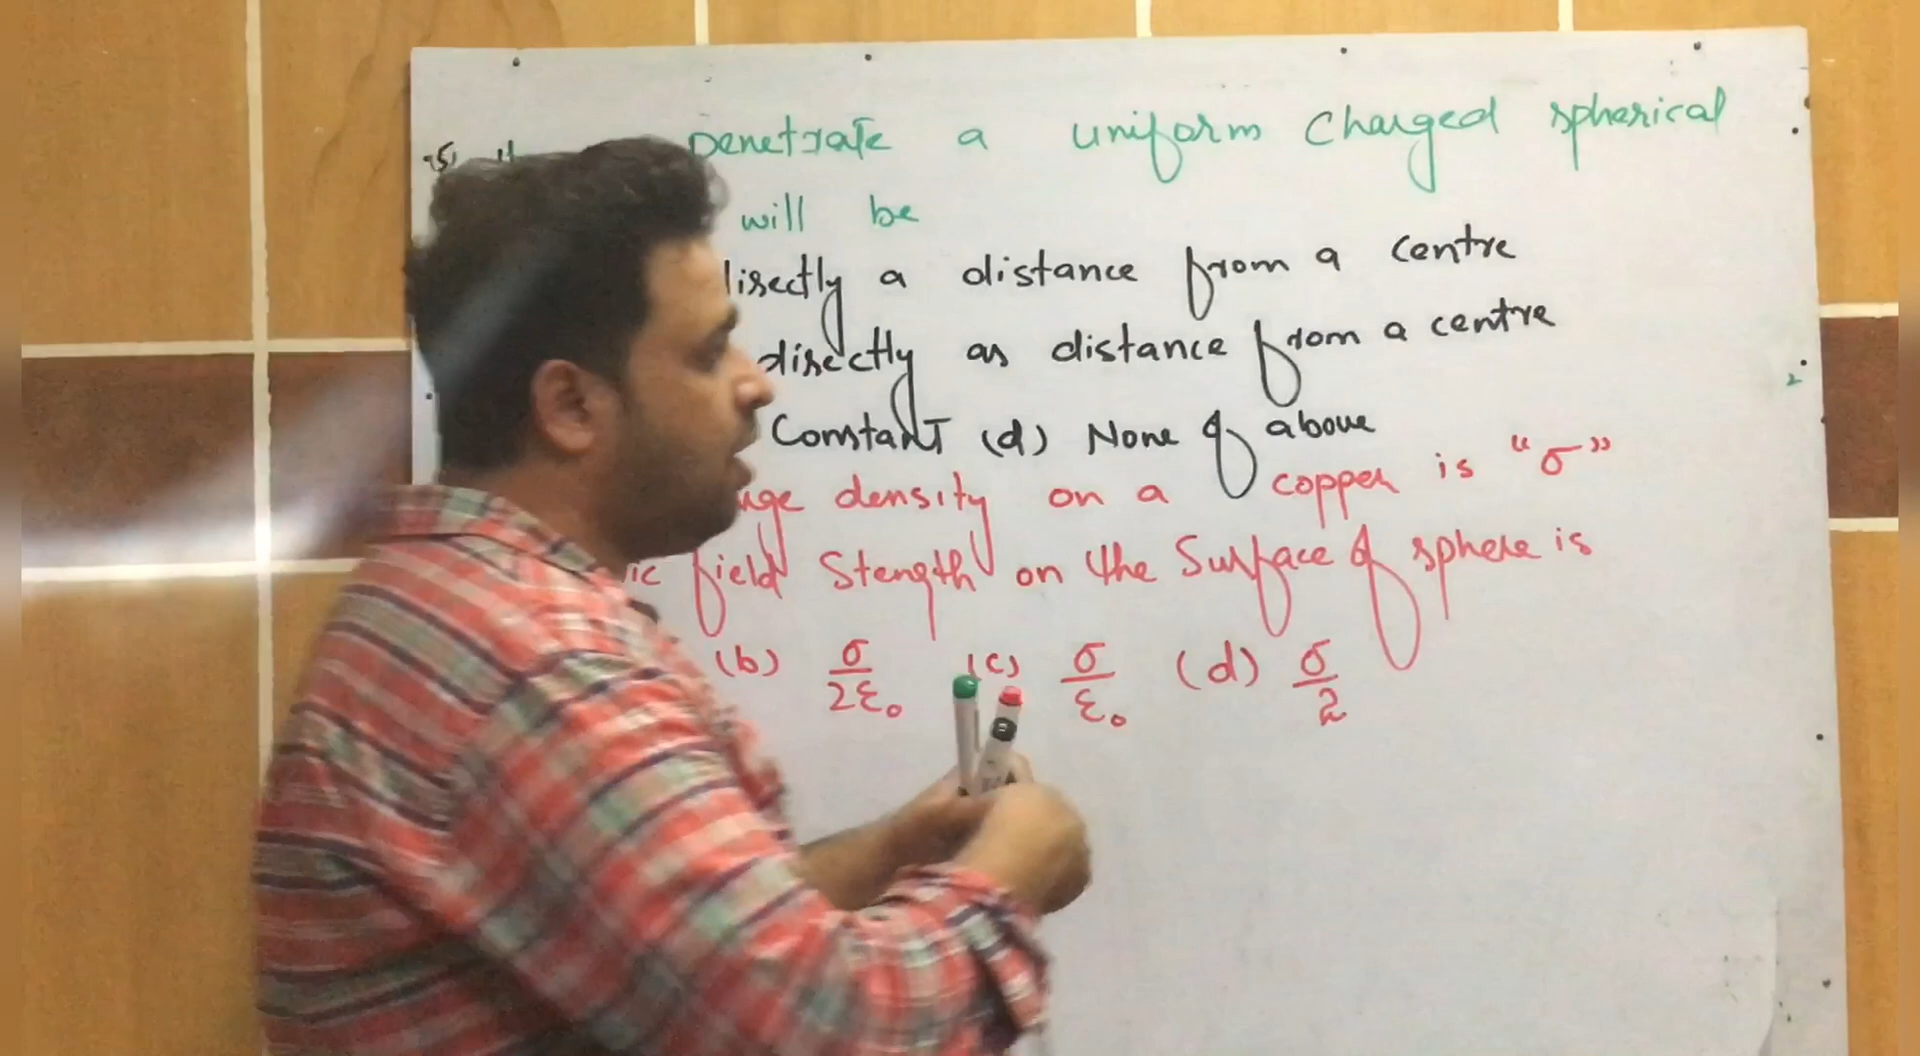 Penetrate a uniform Charged spherical
will be
directly a distance from a centre
directly as distance from a centre
Constant (d) None of above
density on a copper is "σ"
field Stength on the Surface of sphere is
(b) σ/2ε₀ (c) σ/ε₀ (d) σ/2